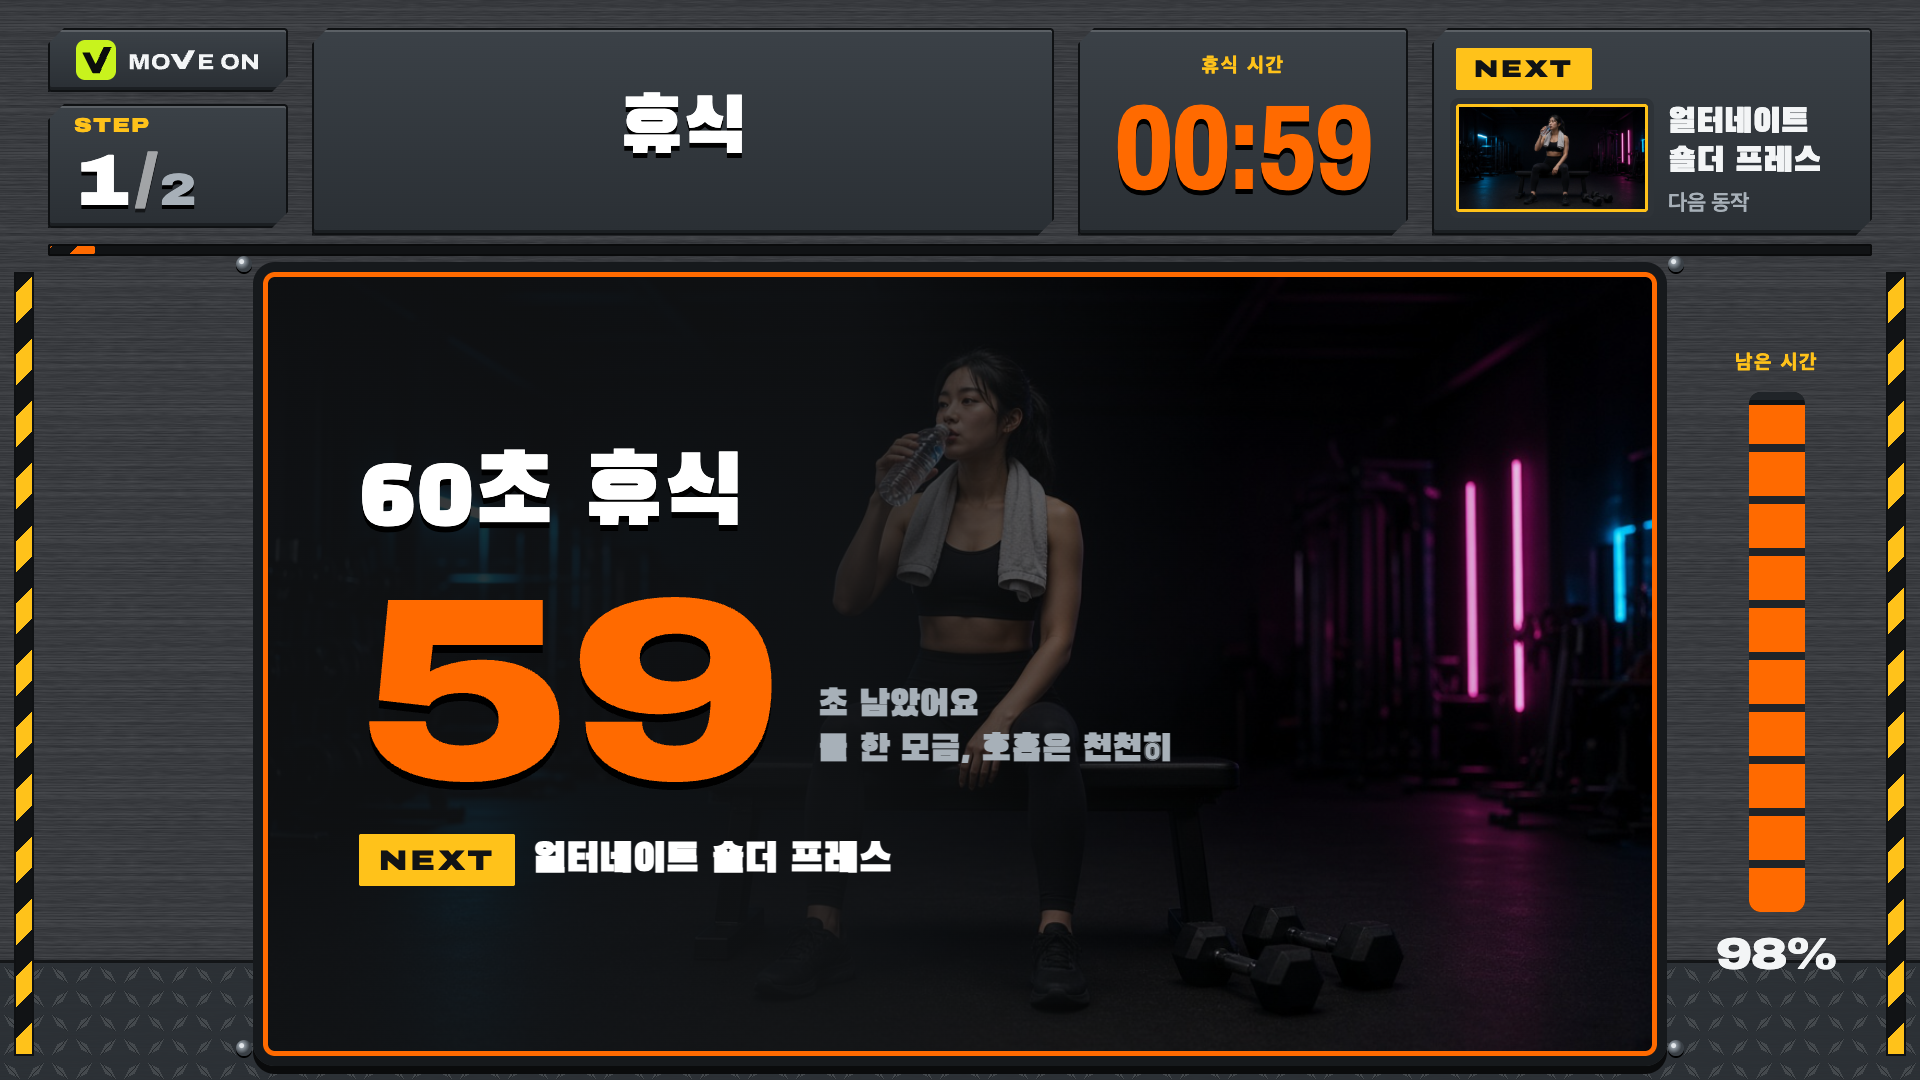 MOVE ON
STEP
1/2
휴식
휴식 시간
00:59
NEXT
얼터네이트
숄더 프레스
다음 동작
남은 시간
98%
60초 휴식
59
초 남았어요
물 한 모금, 호흡은 천천히
NEXT 얼터네이트 숄더 프레스